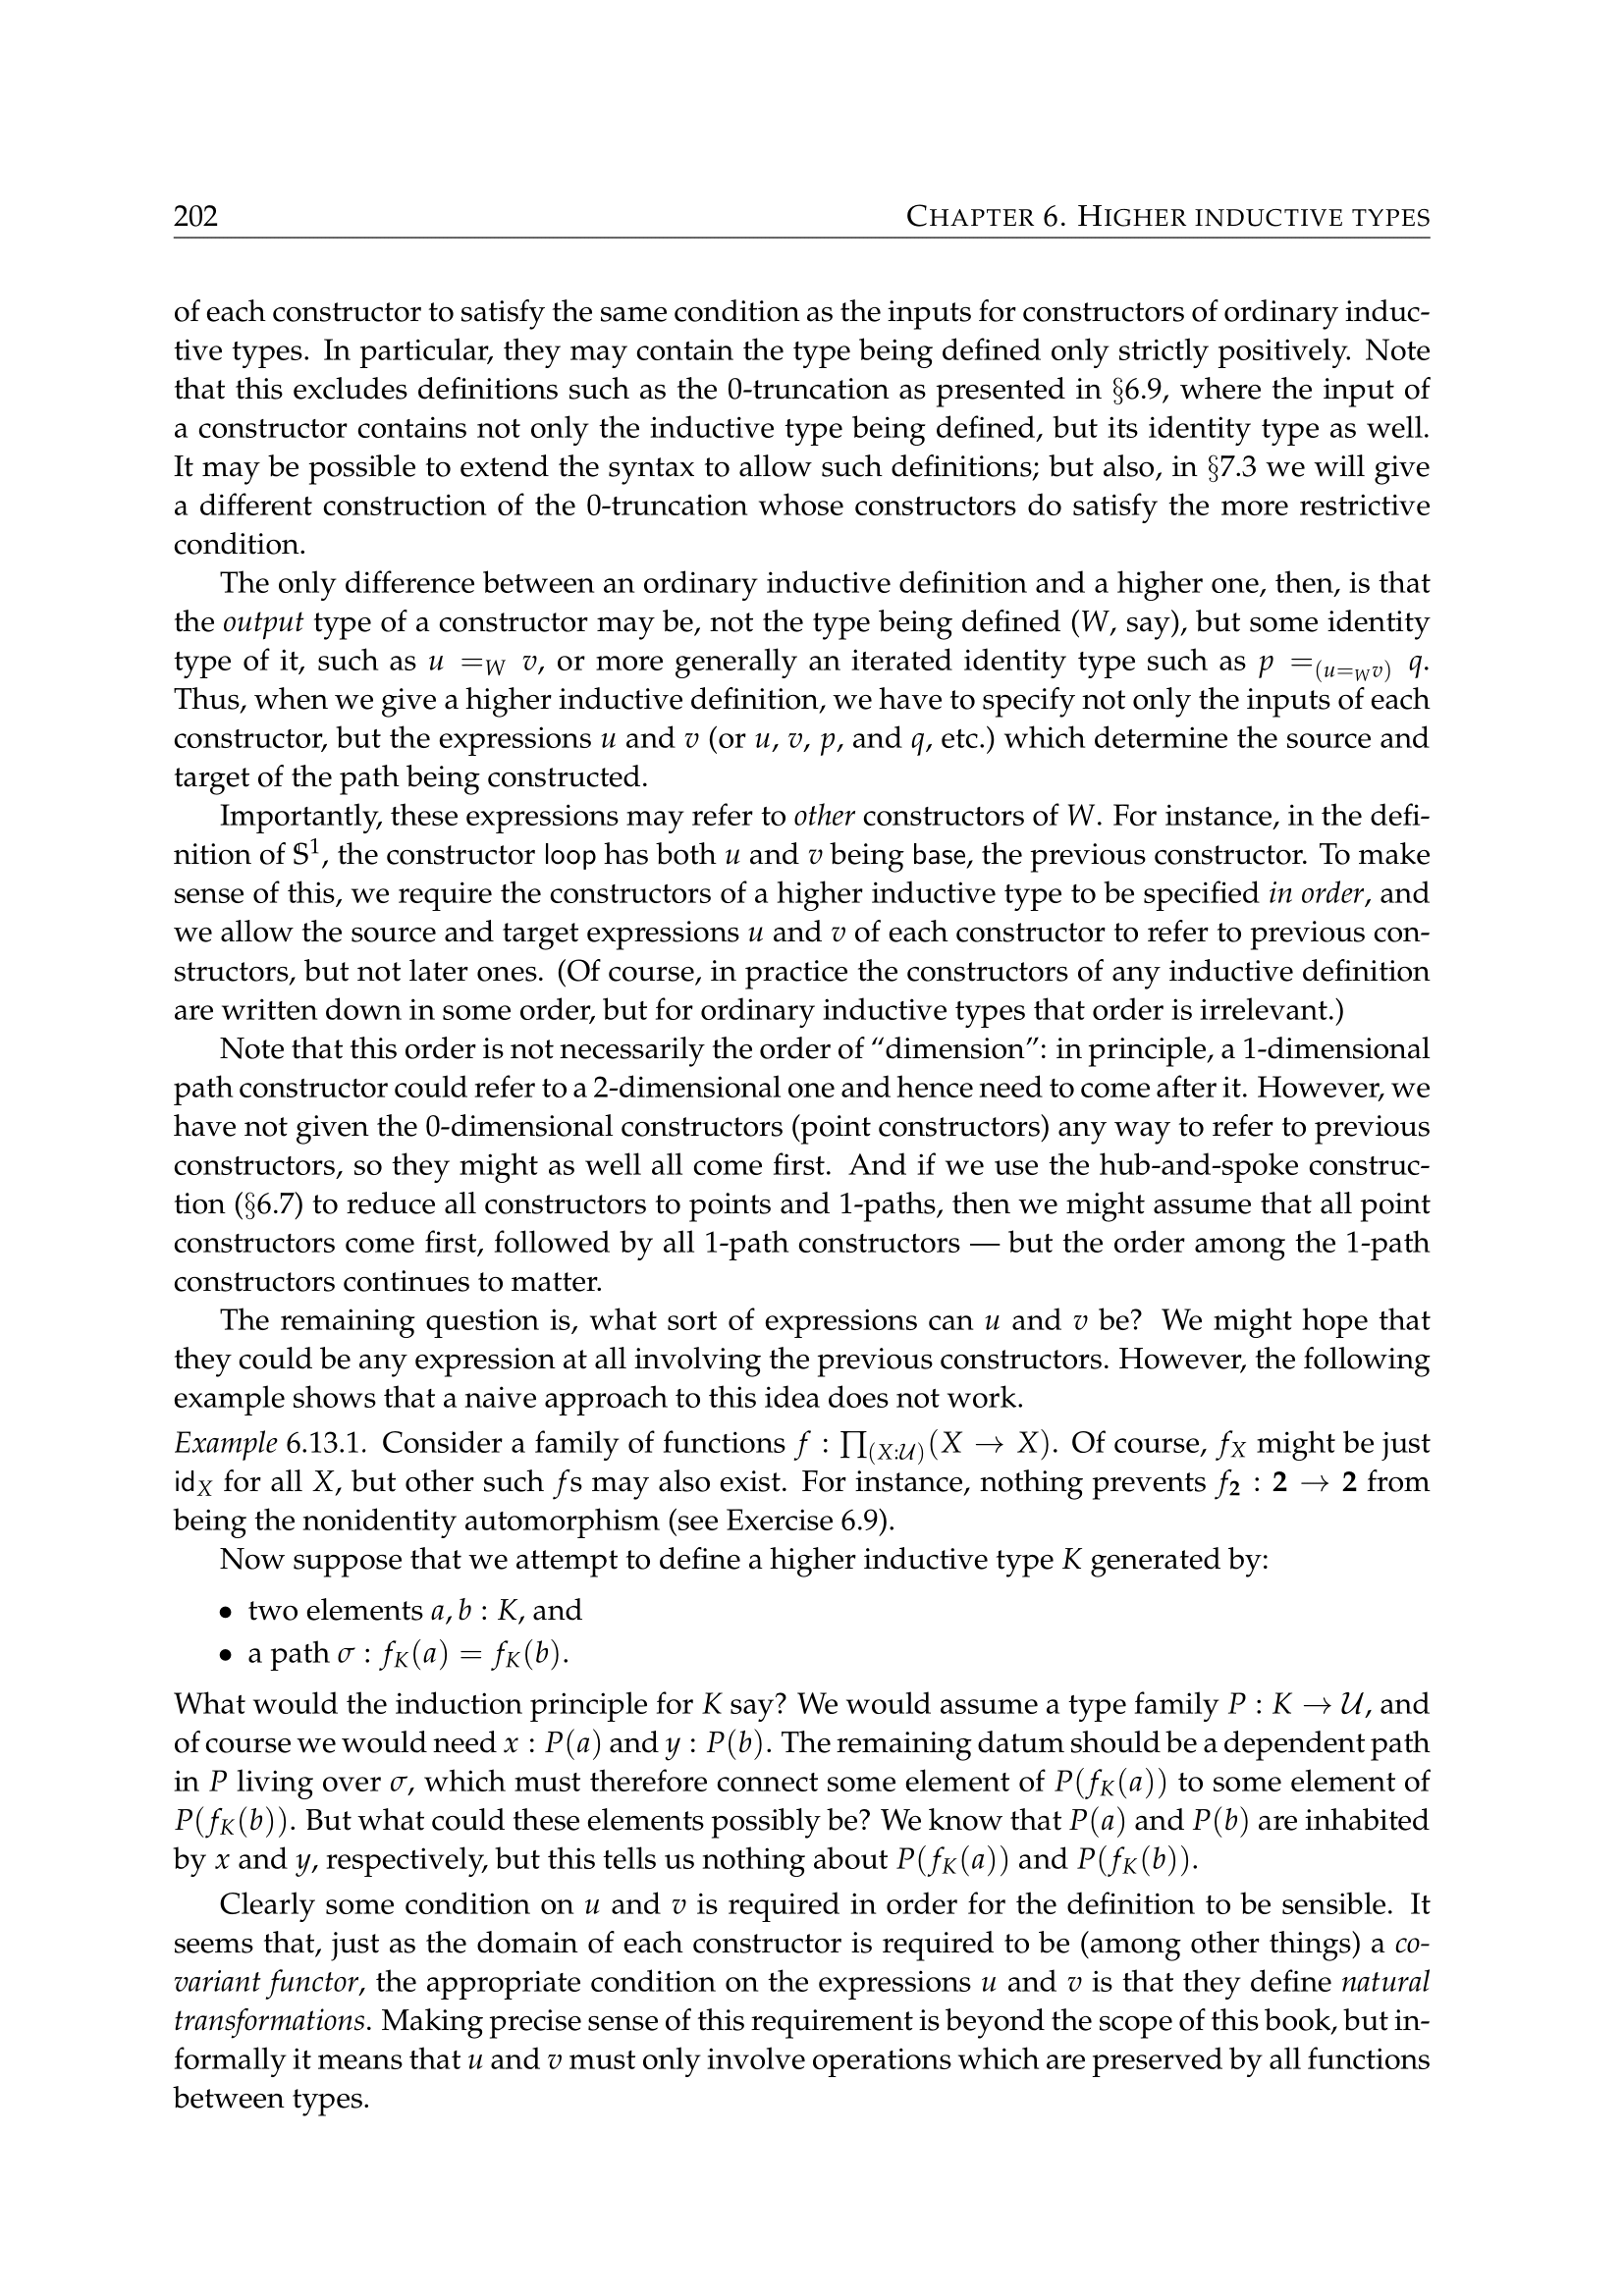 202 CHAPTER 6. HIGHER INDUCTIVE TYPES
of each constructor to satisfy the same condition as the inputs for constructors of ordinary induc-
tive types. In particular, they may contain the type being defined only strictly positively. Note
that this excludes definitions such as the 0-truncation as presented in §6.9, where the input of
a constructor contains not only the inductive type being defined, but its identity type as well.
It may be possible to extend the syntax to allow such definitions; but also, in §7.3 we will give
a different construction of the 0-truncation whose constructors do satisfy the more restrictive
condition.
The only difference between an ordinary inductive definition and a higher one, then, is that
the output type of a constructor may be, not the type being defined (W, say), but some identity
type of it, such as u =_W v, or more generally an iterated identity type such as p =_(u=_W v) q.
Thus, when we give a higher inductive definition, we have to specify not only the inputs of each
constructor, but the expressions u and v (or u, v, p, and q, etc.) which determine the source and
target of the path being constructed.
Importantly, these expressions may refer to other constructors of W. For instance, in the defi-
nition of 𝕊¹, the constructor loop has both u and v being base, the previous constructor. To make
sense of this, we require the constructors of a higher inductive type to be specified in order, and
we allow the source and target expressions u and v of each constructor to refer to previous con-
structors, but not later ones. (Of course, in practice the constructors of any inductive definition
are written down in some order, but for ordinary inductive types that order is irrelevant.)
Note that this order is not necessarily the order of “dimension”: in principle, a 1-dimensional
path constructor could refer to a 2-dimensional one and hence need to come after it. However, we
have not given the 0-dimensional constructors (point constructors) any way to refer to previous
constructors, so they might as well all come first. And if we use the hub-and-spoke construc-
tion (§6.7) to reduce all constructors to points and 1-paths, then we might assume that all point
constructors come first, followed by all 1-path constructors — but the order among the 1-path
constructors continues to matter.
The remaining question is, what sort of expressions can u and v be? We might hope that
they could be any expression at all involving the previous constructors. However, the following
example shows that a naive approach to this idea does not work.
Example 6.13.1. Consider a family of functions f : ∏_(X:𝒰)(X → X). Of course, f_X might be just
id_X for all X, but other such fs may also exist. For instance, nothing prevents f_𝟐 : 𝟐 → 𝟐 from
being the nonidentity automorphism (see Exercise 6.9).
Now suppose that we attempt to define a higher inductive type K generated by:
• two elements a, b : K, and
• a path σ : f_K(a) = f_K(b).
What would the induction principle for K say? We would assume a type family P : K → 𝒰, and
of course we would need x : P(a) and y : P(b). The remaining datum should be a dependent path
in P living over σ, which must therefore connect some element of P(f_K(a)) to some element of
P(f_K(b)). But what could these elements possibly be? We know that P(a) and P(b) are inhabited
by x and y, respectively, but this tells us nothing about P(f_K(a)) and P(f_K(b)).
Clearly some condition on u and v is required in order for the definition to be sensible. It
seems that, just as the domain of each constructor is required to be (among other things) a co-
variant functor, the appropriate condition on the expressions u and v is that they define natural
transformations. Making precise sense of this requirement is beyond the scope of this book, but in-
formally it means that u and v must only involve operations which are preserved by all functions
between types.